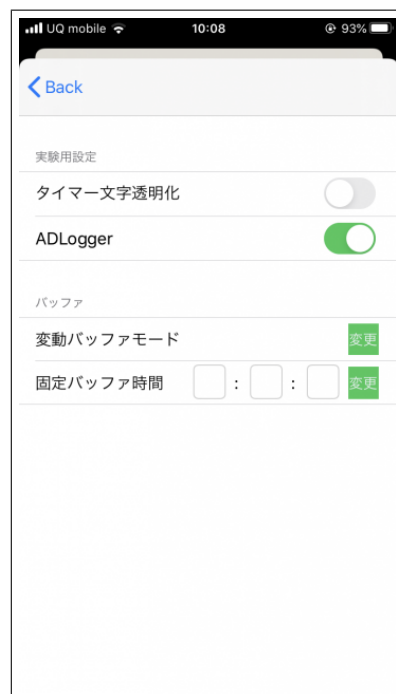 UQ mobile 10:08 93%
Back
実験用設定
タイマー文字透明化
ADLogger
バッファ
変動バッファモード 変更
固定バッファ時間 : : 変更